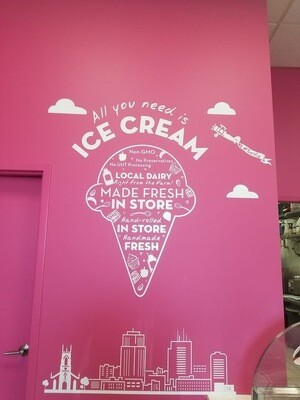 All you need is
ICE CREAM
Non-GMO
No Preservatives
No UHT Processing
LOCAL DAIRY
Right from the Farm!
MADE FRESH
IN STORE
Hand-rolled
IN STORE
Handmade
FRESH